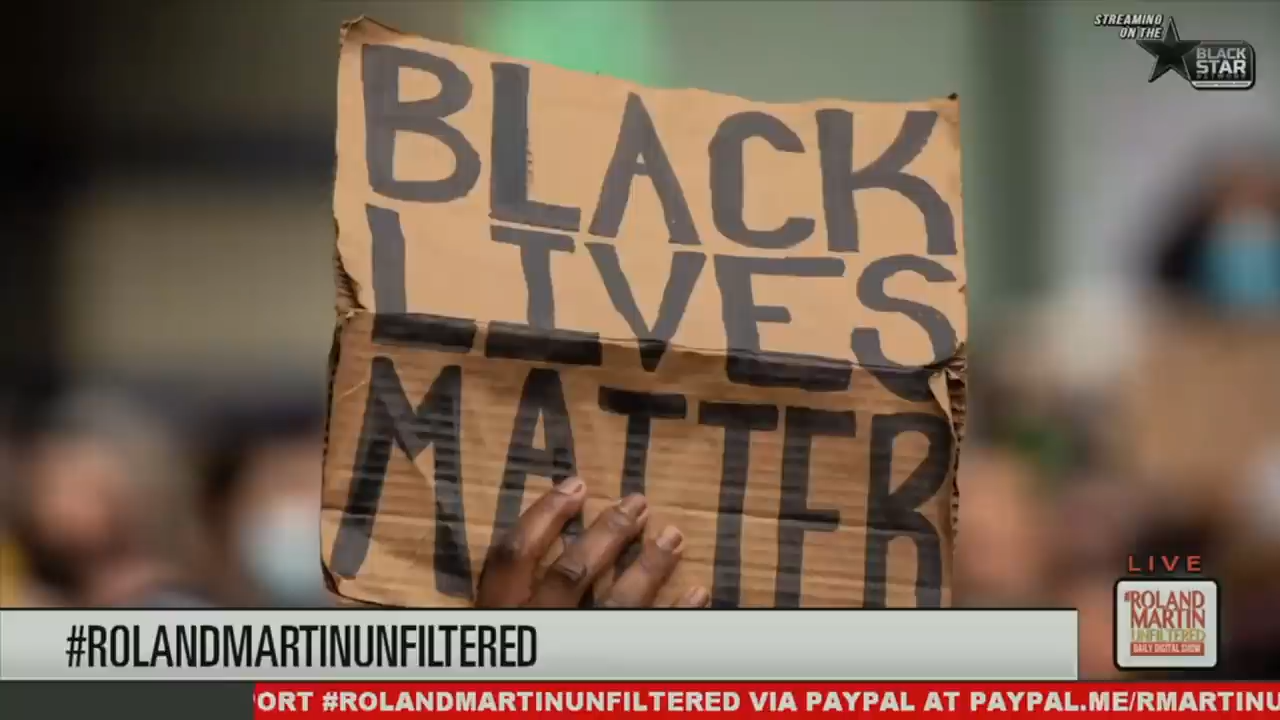 STREAMING
ON THE
BLACK
STAR
NETWORK
BLACK
LIVES
MATTER
LIVE
#ROLAND
MARTIN
UNFILTERED
DAILY DIGITAL SHOW
#ROLANDMARTINUNFILTERED
ORT #ROLANDMARTINUNFILTERED VIA PAYPAL AT PAYPAL.ME/RMARTINU